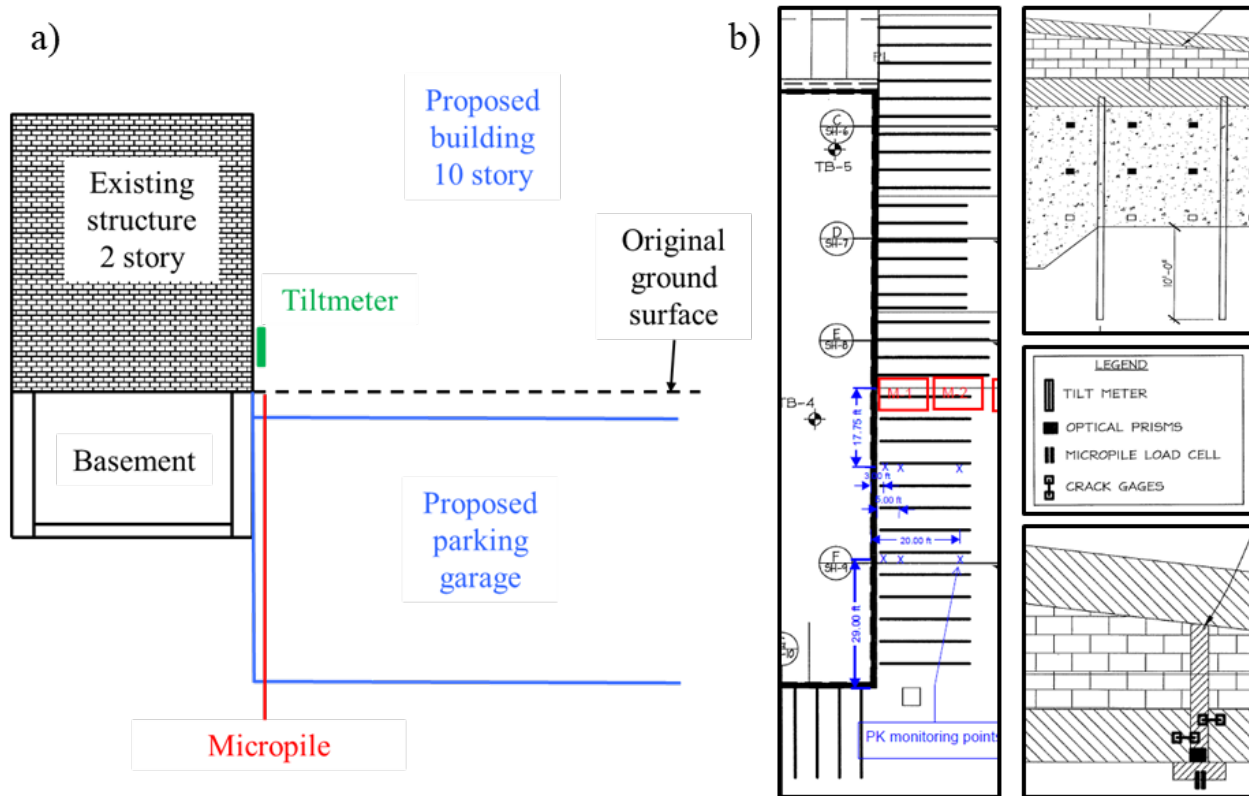 a)
Existing
structure
2 story
Proposed
building
10 story
Tiltmeter
Original
ground
surface
Basement
Proposed
parking
garage
Micropile
b)
PL
C
SH-6
TB-5
D
SH-7
E
SH-8
M-1
M-2
TB-4
17.75 ft
5.00 ft
20.00 ft
F
SH-9
29.00 ft
-10
PK monitoring points
10'-0"
LEGEND
TILT METER
OPTICAL PRISMS
MICROPILE LOAD CELL
CRACK GAGES